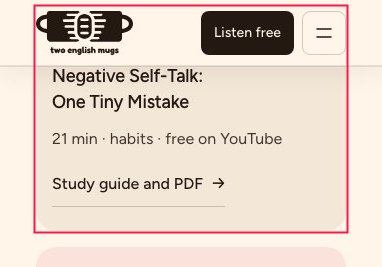 two english mugs
Listen free
Negative Self-Talk:
One Tiny Mistake
21 min · habits · free on YouTube
Study guide and PDF →